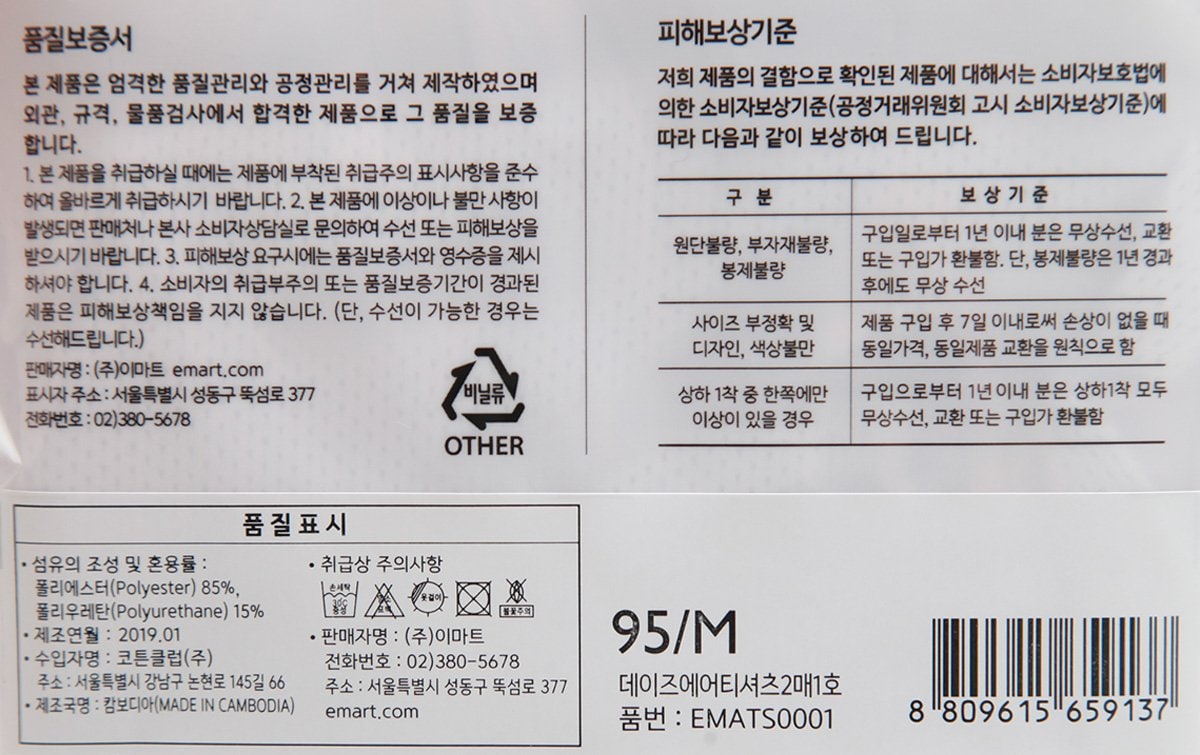 품질보증서
본 제품은 엄격한 품질관리와 공정관리를 거쳐 제작하였으며
외관, 규격, 물품검사에서 합격한 제품으로 그 품질을 보증
합니다.
1. 본 제품을 취급하실 때에는 제품에 부착된 취급주의 표시사항을 준수
하여 올바르게 취급하시기 바랍니다. 2. 본 제품에 이상이나 불만 사항이
발생되면 판매처나 본사 소비자상담실로 문의하여 수선 또는 피해보상을
받으시기 바랍니다. 3. 피해보상 요구시에는 품질보증서와 영수증을 제시
하셔야 합니다. 4. 소비자의 취급부주의 또는 품질보증기간이 경과된
제품은 피해보상책임을 지지 않습니다. (단, 수선이 가능한 경우는
수선해드립니다.)
판매자명 : (주)이마트 emart.com
표시자 주소 : 서울특별시 성동구 뚝섬로 377
전화번호 : 02)380-5678
비닐류
OTHER
피해보상기준
저희 제품의 결함으로 확인된 제품에 대해서는 소비자보호법에
의한 소비자보상기준(공정거래위원회 고시 소비자보상기준)에
따라 다음과 같이 보상하여 드립니다.
구 분
보 상 기 준
원단불량, 부자재불량,
봉제불량
구입일로부터 1년 이내 분은 무상수선, 교환
또는 구입가 환불함. 단, 봉제불량은 1년 경과
후에도 무상 수선
사이즈 부정확 및
디자인, 색상불만
제품 구입 후 7일 이내로써 손상이 없을 때
동일가격, 동일제품 교환을 원칙으로 함
상하 1착 중 한쪽에만
이상이 있을 경우
구입으로부터 1년 이내 분은 상하1착 모두
무상수선, 교환 또는 구입가 환불함
품 질 표 시
• 섬유의 조성 및 혼용률 :
폴리에스터(Polyester) 85%,
폴리우레탄(Polyurethane) 15%
• 제조연월 : 2019.01
• 수입자명 : 코튼클럽(주)
주소 : 서울특별시 강남구 논현로 145길 66
• 제조국명 : 캄보디아(MADE IN CAMBODIA)
• 취급상 주의사항
손세탁
30℃
중성
옷걸이
불꽃주의
• 판매자명 : (주)이마트
전화번호 : 02)380-5678
주소 : 서울특별시 성동구 뚝섬로 377
emart.com
95/M
데이즈에어티셔츠2매1호
품번 : EMATS0001
8 809615 659137